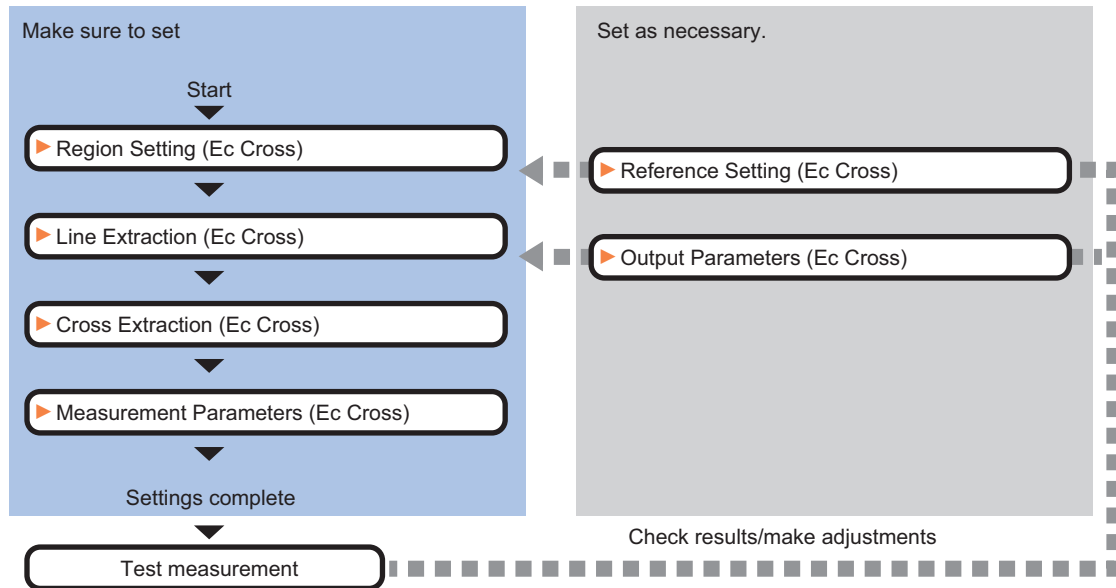 Make sure to set
Start
Region Setting (Ec Cross)
Line Extraction (Ec Cross)
Cross Extraction (Ec Cross)
Measurement Parameters (Ec Cross)
Settings complete
Test measurement
Set as necessary.
Reference Setting (Ec Cross)
Output Parameters (Ec Cross)
Check results/make adjustments